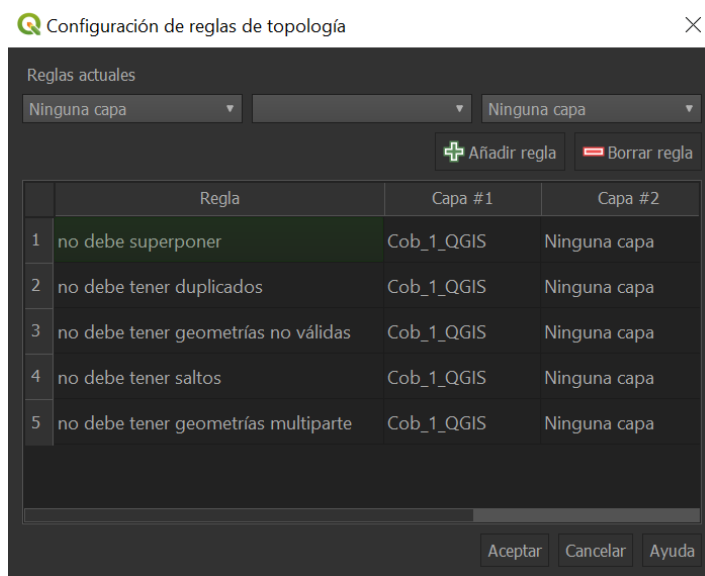 Configuración de reglas de topología
Reglas actuales
Ninguna capa Ninguna capa
Añadir regla Borrar regla
Regla Capa #1 Capa #2
1 no debe superponer Cob_1_QGIS Ninguna capa
2 no debe tener duplicados Cob_1_QGIS Ninguna capa
3 no debe tener geometrías no válidas Cob_1_QGIS Ninguna capa
4 no debe tener saltos Cob_1_QGIS Ninguna capa
5 no debe tener geometrías multiparte Cob_1_QGIS Ninguna capa
Aceptar Cancelar Ayuda